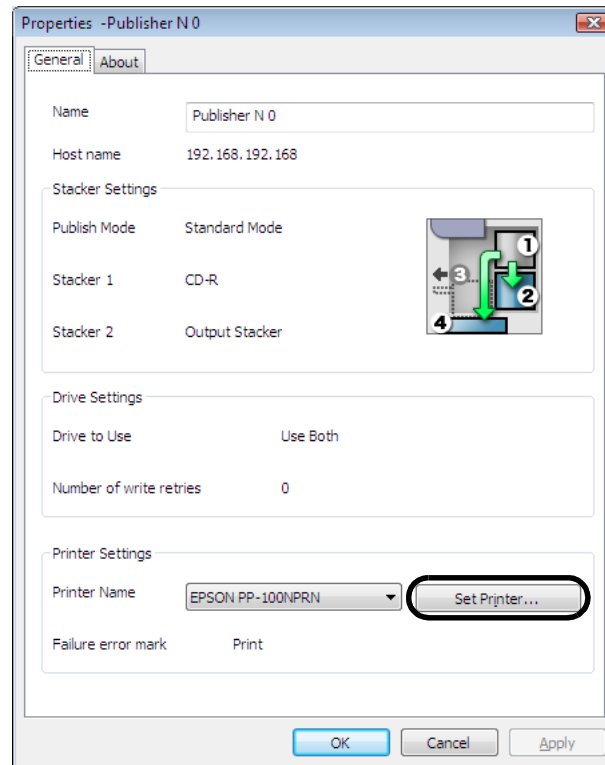 Properties -Publisher N 0
General About
Name Publisher N 0
Host name 192.168.192.168
Stacker Settings
Publish Mode Standard Mode
Stacker 1 CD-R
Stacker 2 Output Stacker
1
3
2
4
Drive Settings
Drive to Use Use Both
Number of write retries 0
Printer Settings
Printer Name EPSON PP-100NPRN Set Printer...
Failure error mark Print
OK Cancel Apply